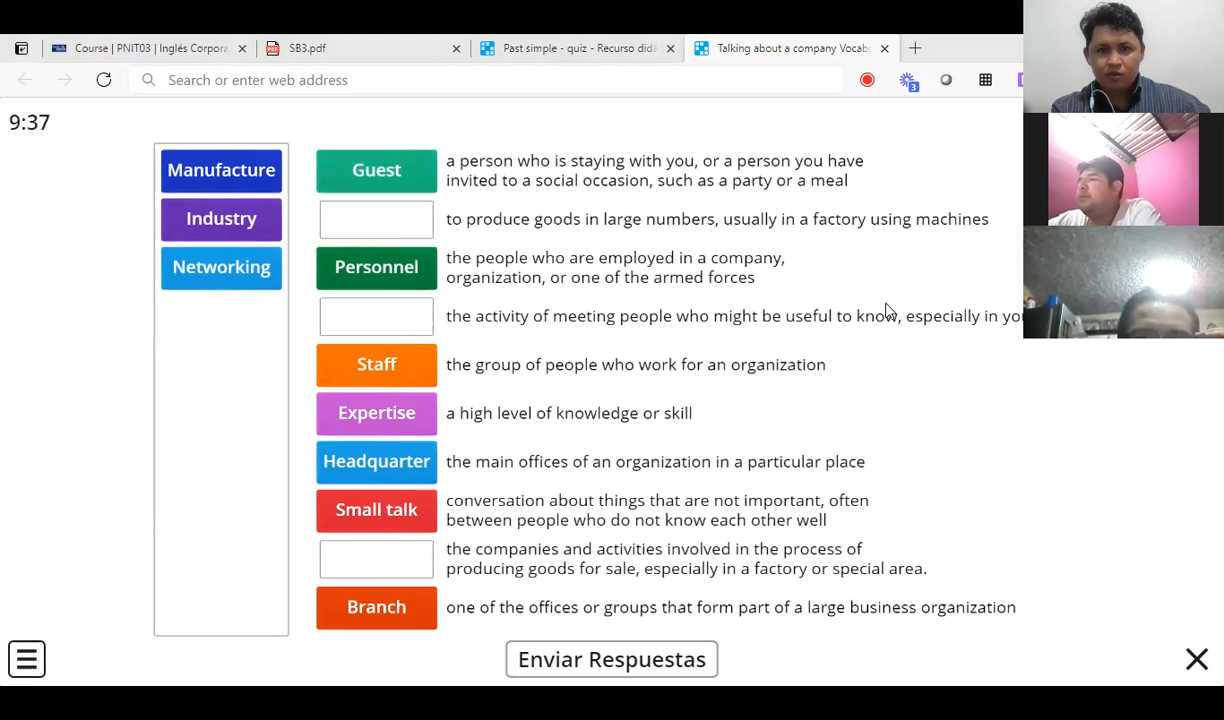 Course | PNIT03 | Inglés Corpora
SB3.pdf
Past simple - quiz - Recurso didá
Talking about a company Vocab
Search or enter web address
3
9:37
Manufacture
Industry
Networking
Guest
a person who is staying with you, or a person you have
invited to a social occasion, such as a party or a meal
to produce goods in large numbers, usually in a factory using machines
Personnel
the people who are employed in a company,
organization, or one of the armed forces
the activity of meeting people who might be useful to know, especially in you
Staff
the group of people who work for an organization
Expertise
a high level of knowledge or skill
Headquarter
the main offices of an organization in a particular place
Small talk
conversation about things that are not important, often
between people who do not know each other well
the companies and activities involved in the process of
producing goods for sale, especially in a factory or special area.
Branch
one of the offices or groups that form part of a large business organization
Enviar Respuestas